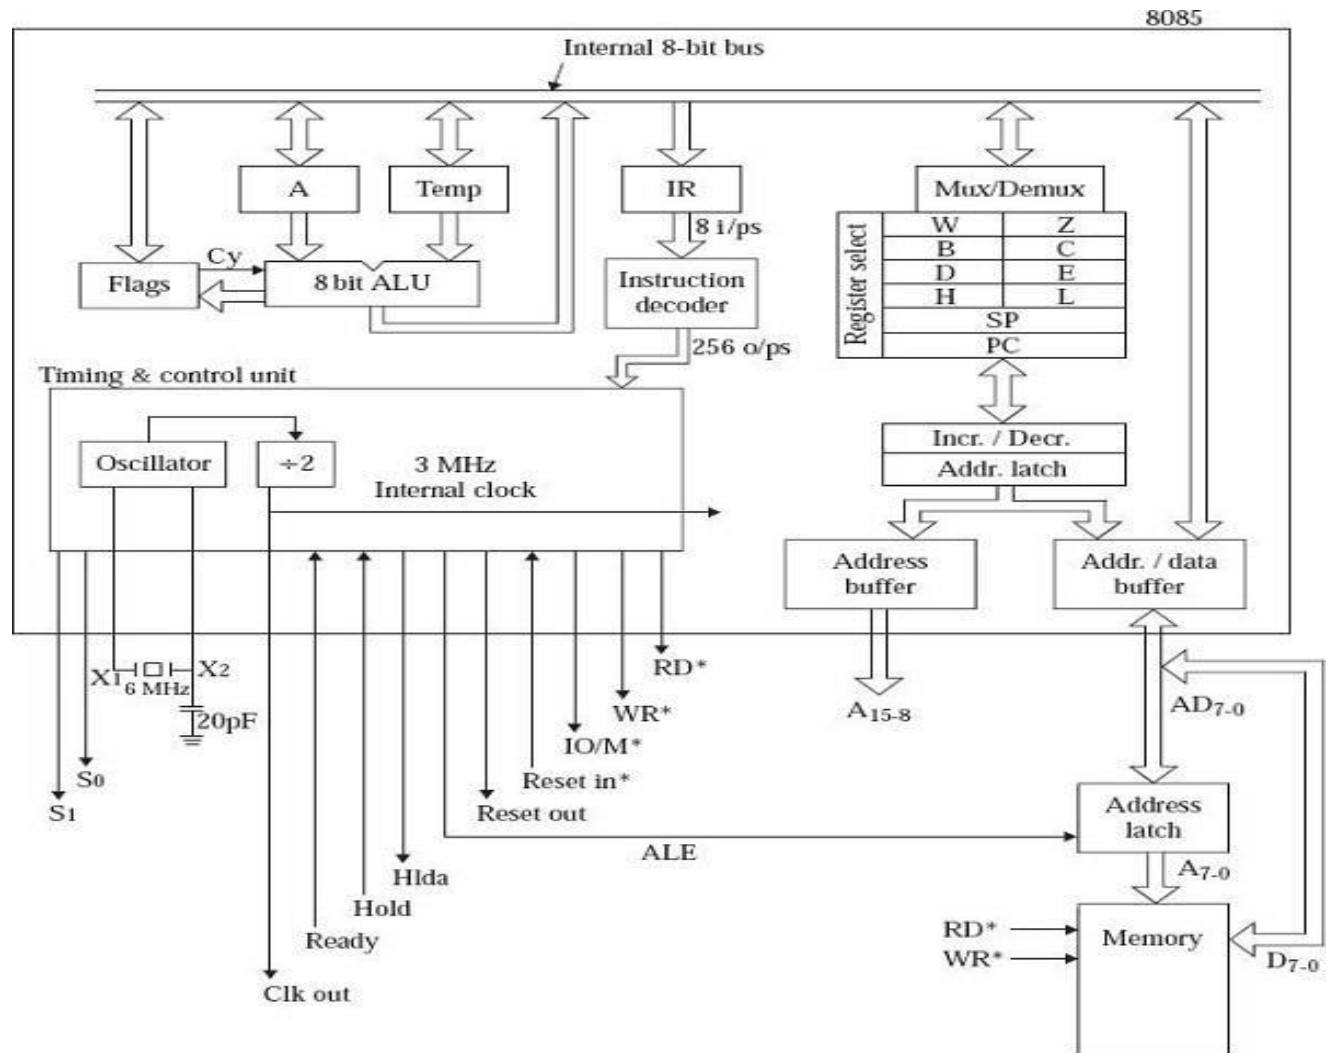 8085
Internal 8-bit bus
A
Temp
IR
Mux/Demux
8 i/ps
Register select
W
Z
B
C
D
E
H
L
SP
PC
Cy
Flags
8 bit ALU
Instruction
decoder
256 o/ps
Timing & control unit
Oscillator
÷2
3 MHz
Internal clock
Incr. / Decr.
Addr. latch
Address
buffer
Addr. / data
buffer
X1
6 MHz
X2
20pF
S0
S1
RD*
WR*
IO/M*
Reset in*
Reset out
Hlda
Hold
Ready
Clk out
ALE
A15-8
AD7-0
Address
latch
A7-0
RD*
WR*
Memory
D7-0